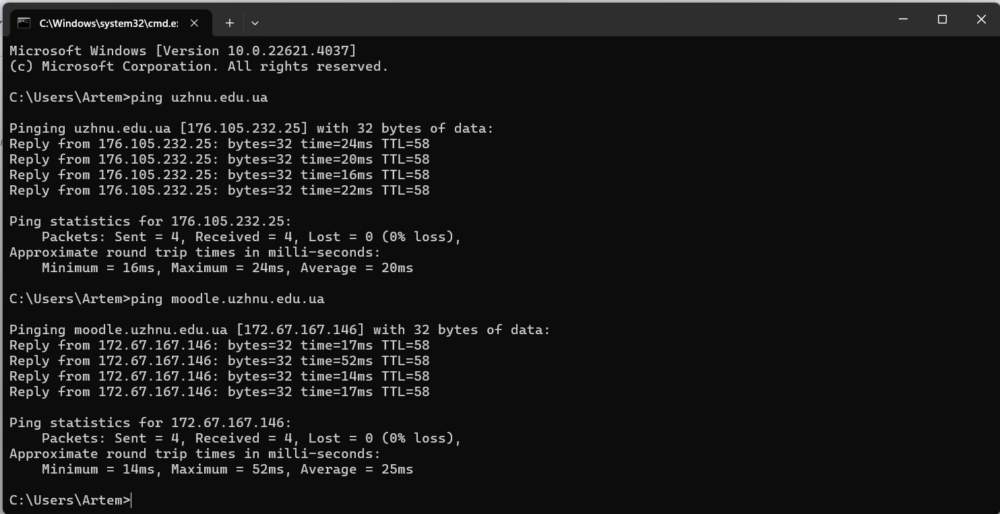 C:\Windows\system32\cmd.e
Microsoft Windows [Version 10.0.22621.4037]
(c) Microsoft Corporation. All rights reserved.
C:\Users\Artem>ping uzhnu.edu.ua
Pinging uzhnu.edu.ua [176.105.232.25] with 32 bytes of data:
Reply from 176.105.232.25: bytes=32 time=24ms TTL=58
Reply from 176.105.232.25: bytes=32 time=20ms TTL=58
Reply from 176.105.232.25: bytes=32 time=16ms TTL=58
Reply from 176.105.232.25: bytes=32 time=22ms TTL=58
Ping statistics for 176.105.232.25:
Packets: Sent = 4, Received = 4, Lost = 0 (0% loss),
Approximate round trip times in milli-seconds:
Minimum = 16ms, Maximum = 24ms, Average = 20ms
C:\Users\Artem>ping moodle.uzhnu.edu.ua
Pinging moodle.uzhnu.edu.ua [172.67.167.146] with 32 bytes of data:
Reply from 172.67.167.146: bytes=32 time=17ms TTL=58
Reply from 172.67.167.146: bytes=32 time=52ms TTL=58
Reply from 172.67.167.146: bytes=32 time=14ms TTL=58
Reply from 172.67.167.146: bytes=32 time=17ms TTL=58
Ping statistics for 172.67.167.146:
Packets: Sent = 4, Received = 4, Lost = 0 (0% loss),
Approximate round trip times in milli-seconds:
Minimum = 14ms, Maximum = 52ms, Average = 25ms
C:\Users\Artem>